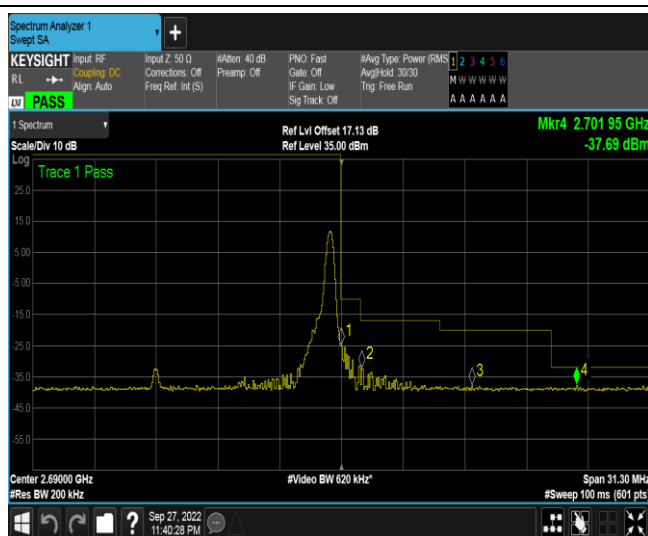 Spectrum Analyzer 1
Swept SA
+
KEYSIGHT
RL
LXI
PASS
Input: RF
Coupling: DC
Align: Auto
Input Z: 50 Ω
Corrections: Off
Freq Ref: Int (S)
#Atten: 40 dB
Preamp: Off
PNO: Fast
Gate: Off
IF Gain: Low
Sig Track: Off
#Avg Type: Power (RMS
Avg|Hold: 30/30
Trig: Free Run
1 2 3 4 5 6
M W W W W W
A A A A A A
1 Spectrum
Scale/Div 10 dB
Ref Lvl Offset 17.13 dB
Ref Level 35.00 dBm
Mkr4 2.701 95 GHz
-37.69 dBm
Log
Trace 1 Pass
25.0
15.0
5.00
-5.00
-15.0
-25.0
-35.0
-45.0
-55.0
1
2
3
4
Center 2.69000 GHz
#Res BW 200 kHz
#Video BW 620 kHz*
Span 31.30 MHz
#Sweep 100 ms (601 pts)
?
Sep 27, 2022
11:40:28 PM